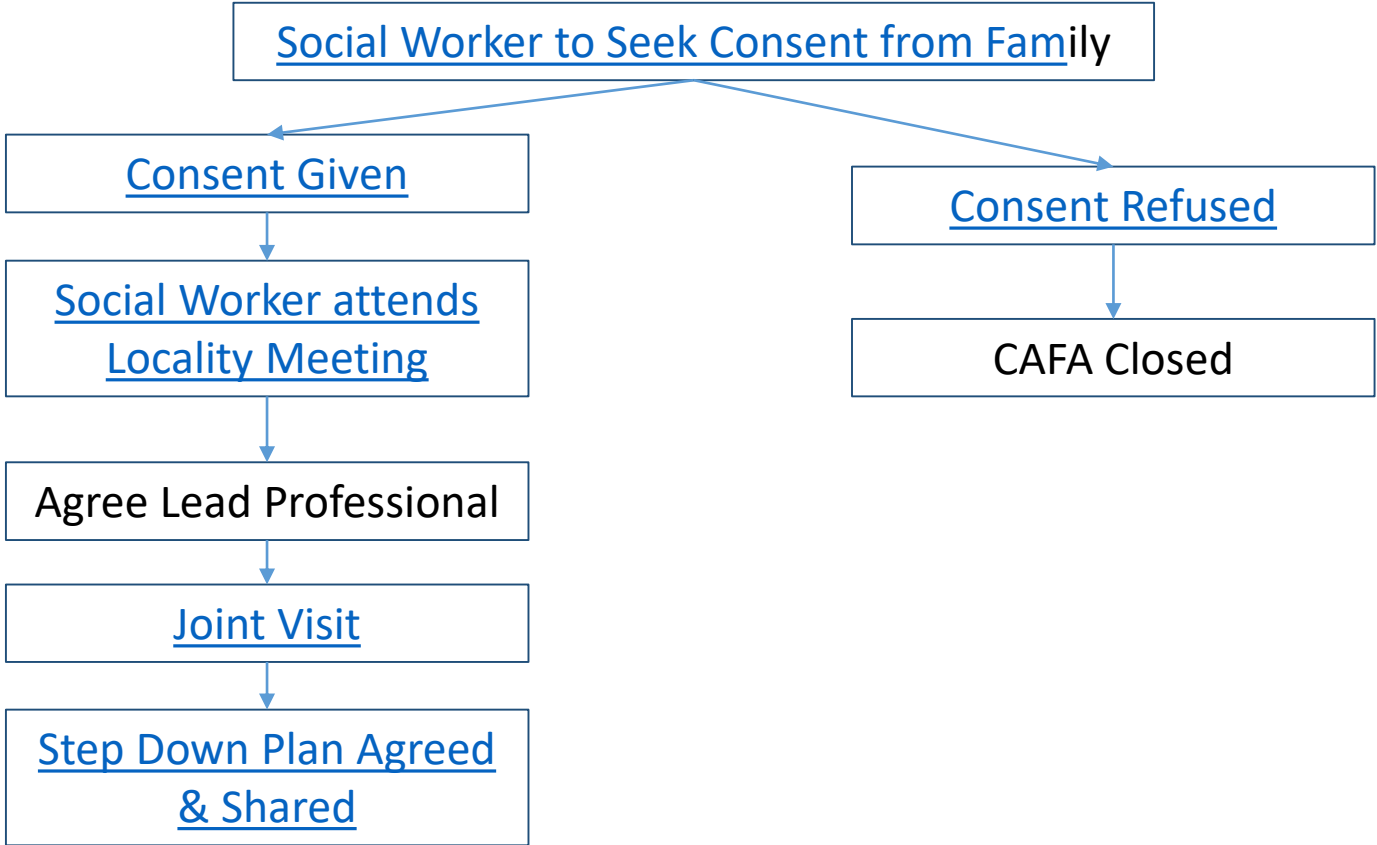 Social Worker to Seek Consent from Family
Consent Given
Consent Refused
Social Worker attends
Locality Meeting
CAFA Closed
Agree Lead Professional
Joint Visit
Step Down Plan Agreed
& Shared